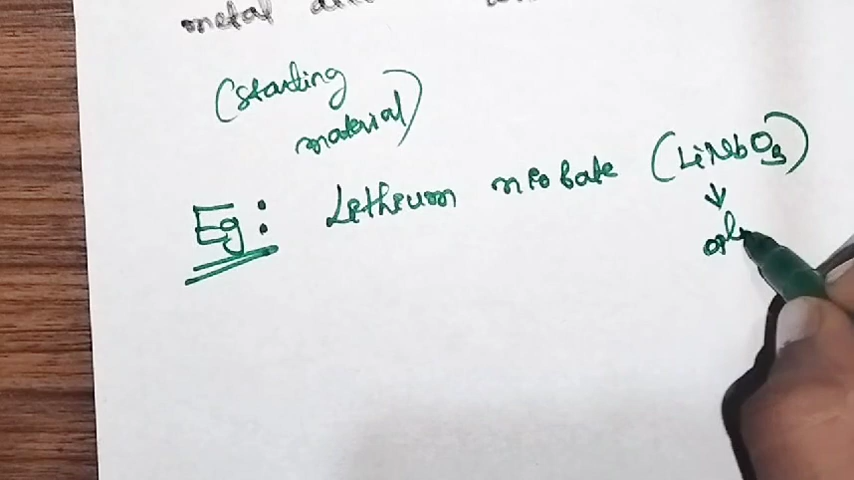 metal
(starting
material)
Eg: Lithium niobate (LiNbO3)